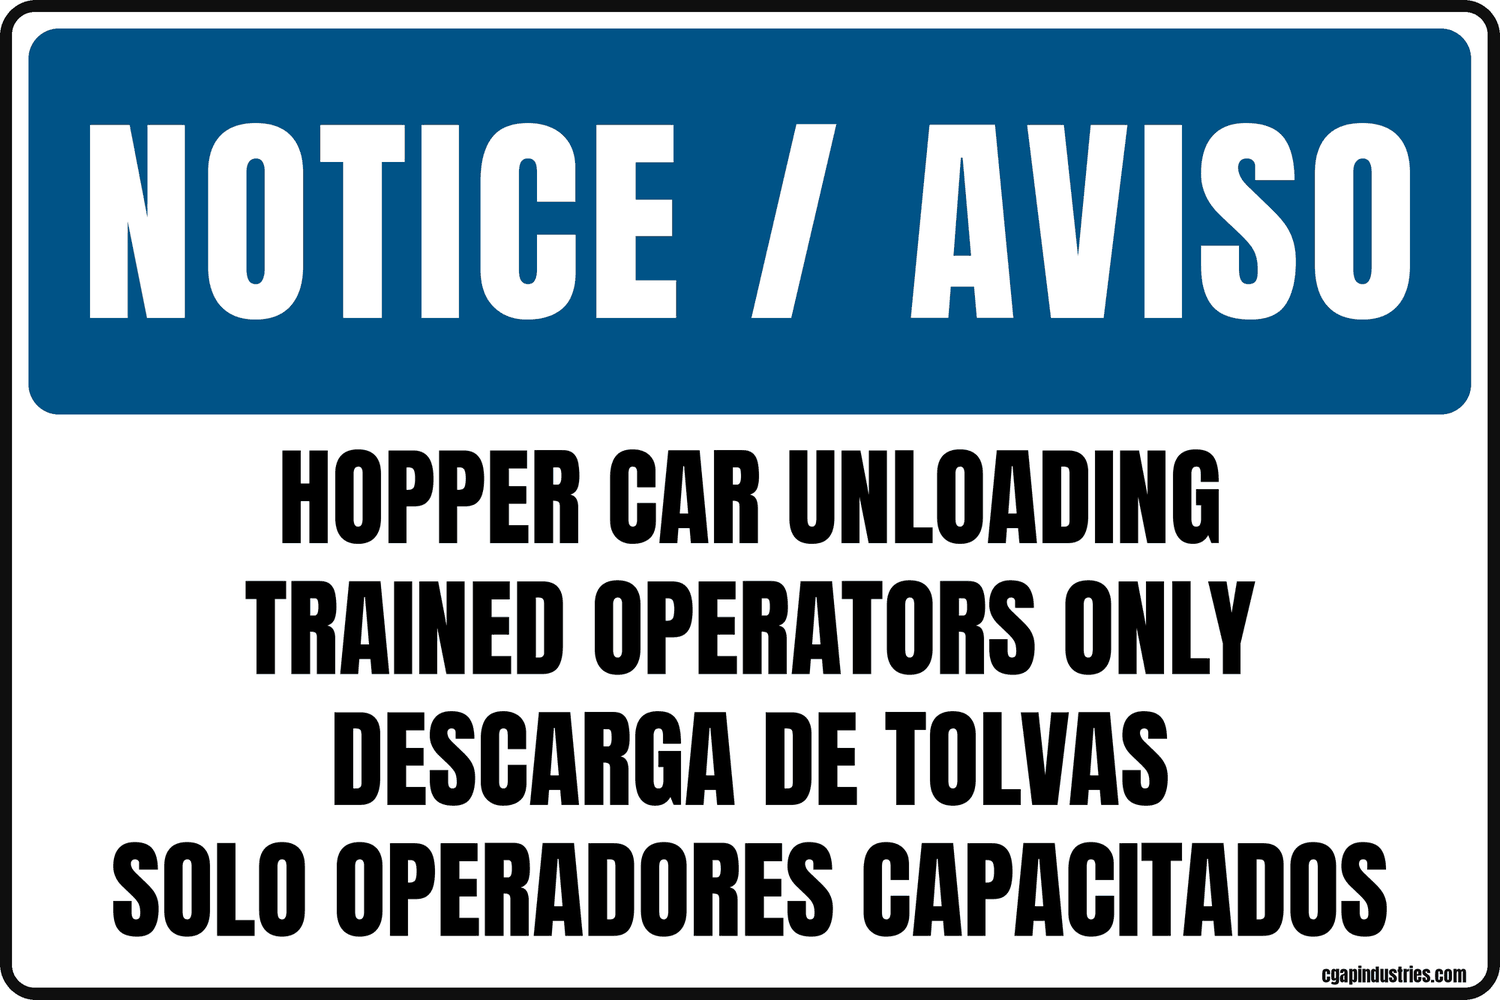 NOTICE / AVISO
HOPPER CAR UNLOADING
TRAINED OPERATORS ONLY
DESCARGA DE TOLVAS
SOLO OPERADORES CAPACITADOS
cgapindustries.com